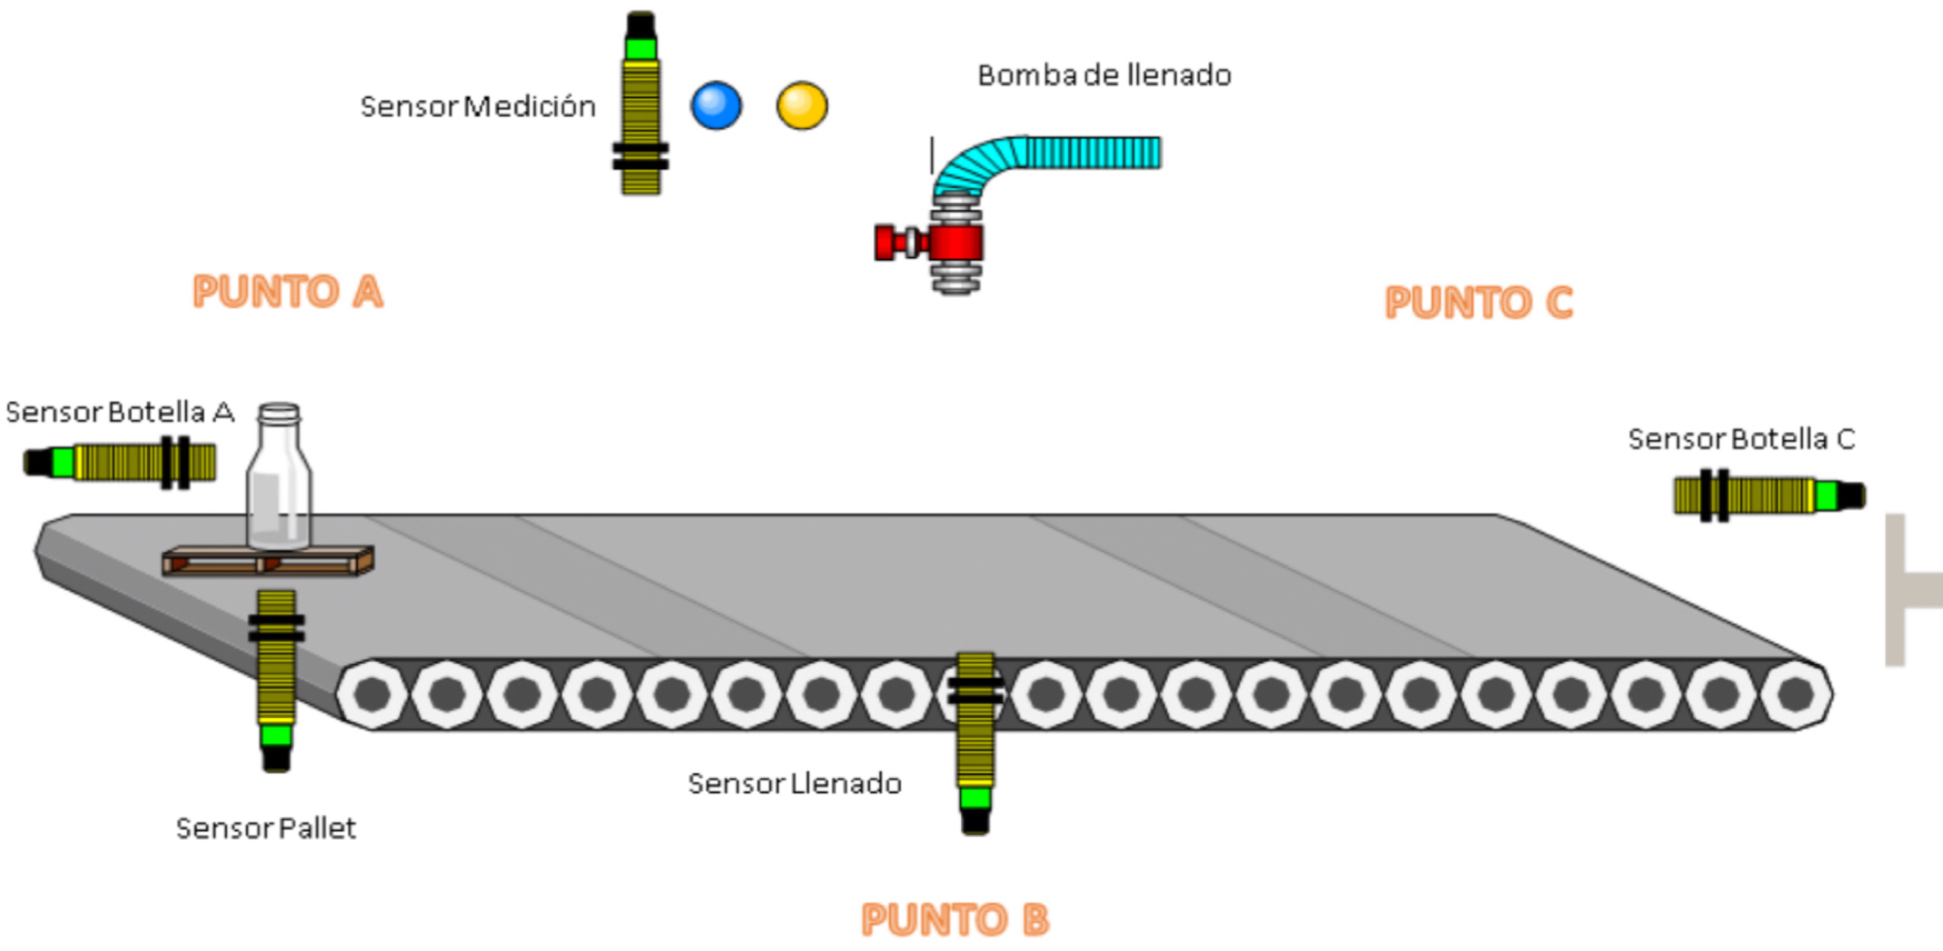 Bomba de llenado
Sensor Medición
PUNTO A
PUNTO C
Sensor Botella A
Sensor Botella C
Sensor Llenado
Sensor Pallet
PUNTO B